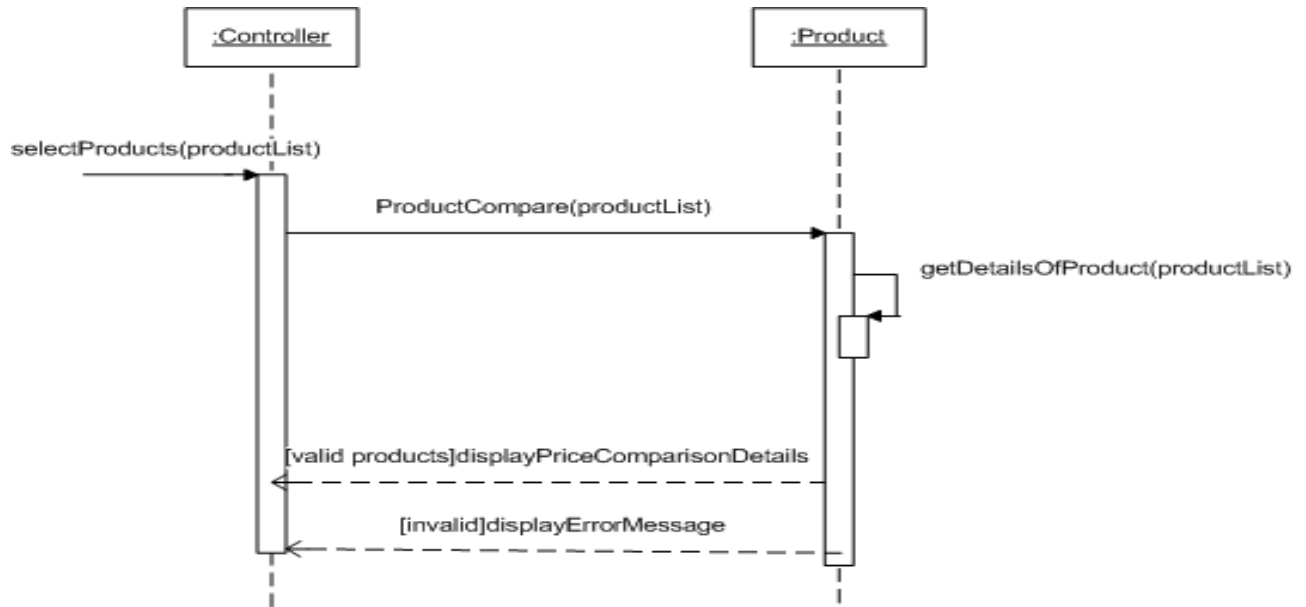 :Controller
:Product
selectProducts(productList)
ProductCompare(productList)
getDetailsOfProduct(productList)
[valid products]displayPriceComparisonDetails
[invalid]displayErrorMessage